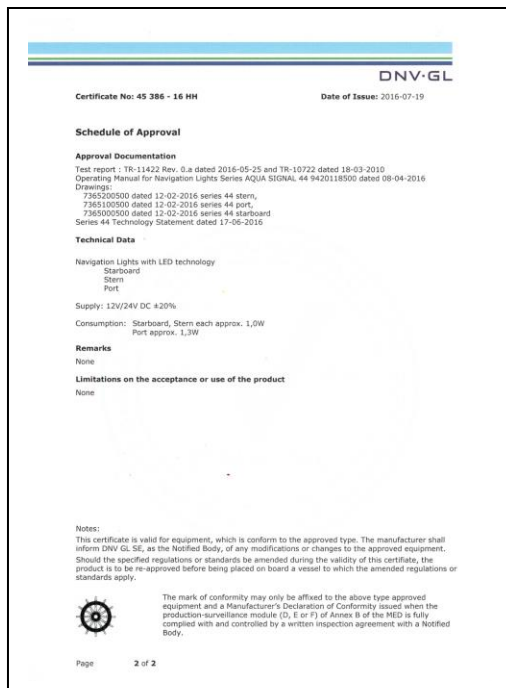 DNV·GL
Certificate No: 45 386 - 16 HH Date of Issue: 2016-07-19
Schedule of Approval
Approval Documentation
Test report : TR-11422 Rev. 0.a dated 2016-05-25 and TR-10722 dated 18-03-2010
Operating Manual for Navigation Lights Series AQUA SIGNAL 44 9420118500 dated 08-04-2016
Drawings:
7365200500 dated 12-02-2016 series 44 stern,
7365100500 dated 12-02-2016 series 44 port,
7365000500 dated 12-02-2016 series 44 starboard
Series 44 Technology Statement dated 17-06-2016
Technical Data
Navigation Lights with LED technology
Starboard
Stern
Port
Supply: 12V/24V DC ±20%
Consumption: Starboard, Stern each approx. 1,0W
Port approx. 1,3W
Remarks
None
Limitations on the acceptance or use of the product
None
Notes:
This certificate is valid for equipment, which is conform to the approved type. The manufacturer shall
inform DNV GL SE, as the Notified Body, of any modifications or changes to the approved equipment.
Should the specified regulations or standards be amended during the validity of this certifiate, the
product is to be re-approved before being placed on board a vessel to which the amended regulations or
standards apply.
The mark of conformity may only be affixed to the above type approved
equipment and a Manufacturer's Declaration of Conformity issued when the
production-surveillance module (D, E or F) of Annex B of the MED is fully
complied with and controlled by a written inspection agreement with a Notified
Body.
Page 2 of 2